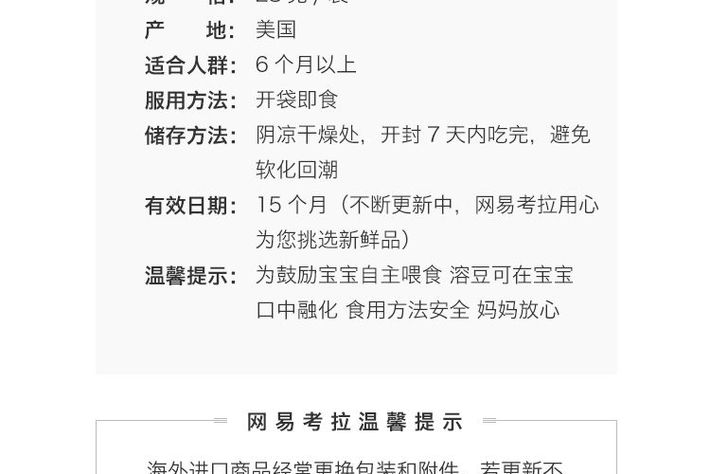 产 地： 美国
适合人群： 6 个月以上
服用方法： 开袋即食
储存方法： 阴凉干燥处，开封 7 天内吃完，避免
软化回潮
有效日期： 15 个月（不断更新中，网易考拉用心
为您挑选新鲜品）
温馨提示： 为鼓励宝宝自主喂食 溶豆可在宝宝
口中融化 食用方法安全 妈妈放心
网易考拉温馨提示
海外进口商品经常更换包装和附件，若更新不